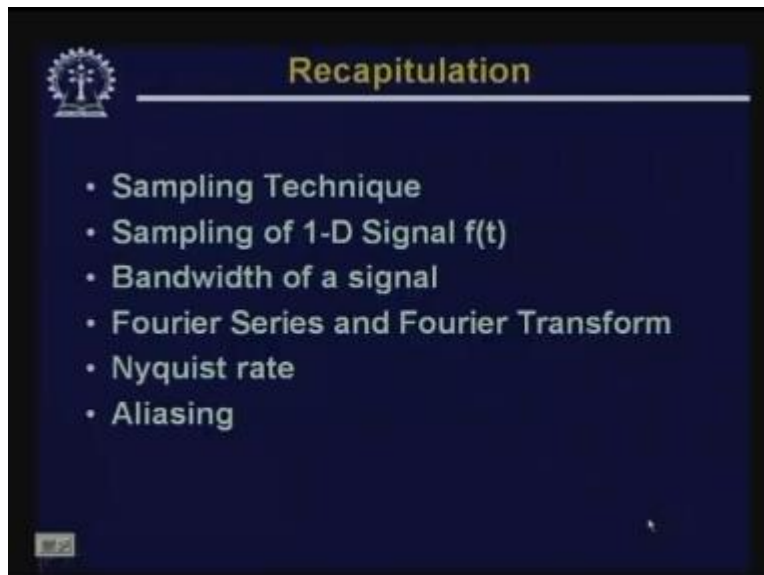 Recapitulation
• Sampling Technique
• Sampling of 1-D Signal f(t)
• Bandwidth of a signal
• Fourier Series and Fourier Transform
• Nyquist rate
• Aliasing